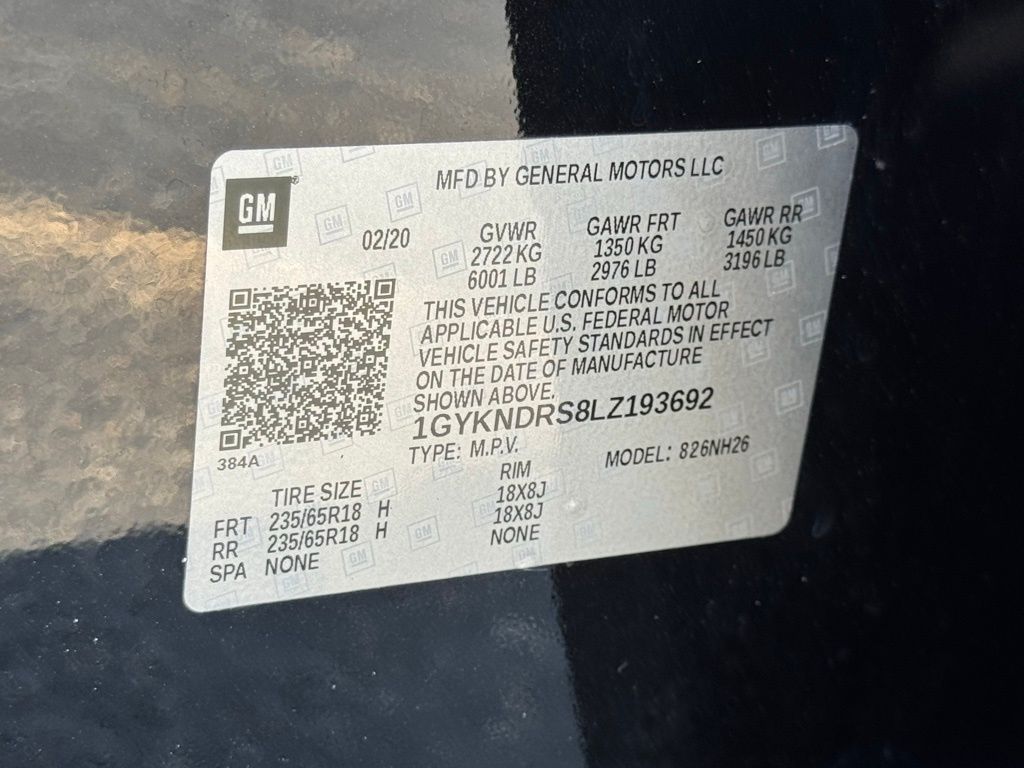 GM
MFD BY GENERAL MOTORS LLC
02/20
GVWR GAWR FRT GAWR RR
2722 KG 1350 KG 1450 KG
6001 LB 2976 LB 3196 LB
THIS VEHICLE CONFORMS TO ALL
APPLICABLE U.S. FEDERAL MOTOR
VEHICLE SAFETY STANDARDS IN EFFECT
ON THE DATE OF MANUFACTURE
SHOWN ABOVE.
1GYKNDRS8LZ193692
384A
TYPE: M.P.V. MODEL: 826NH26
TIRE SIZE RIM
FRT 235/65R18 H 18X8J
RR 235/65R18 H 18X8J
SPA NONE NONE